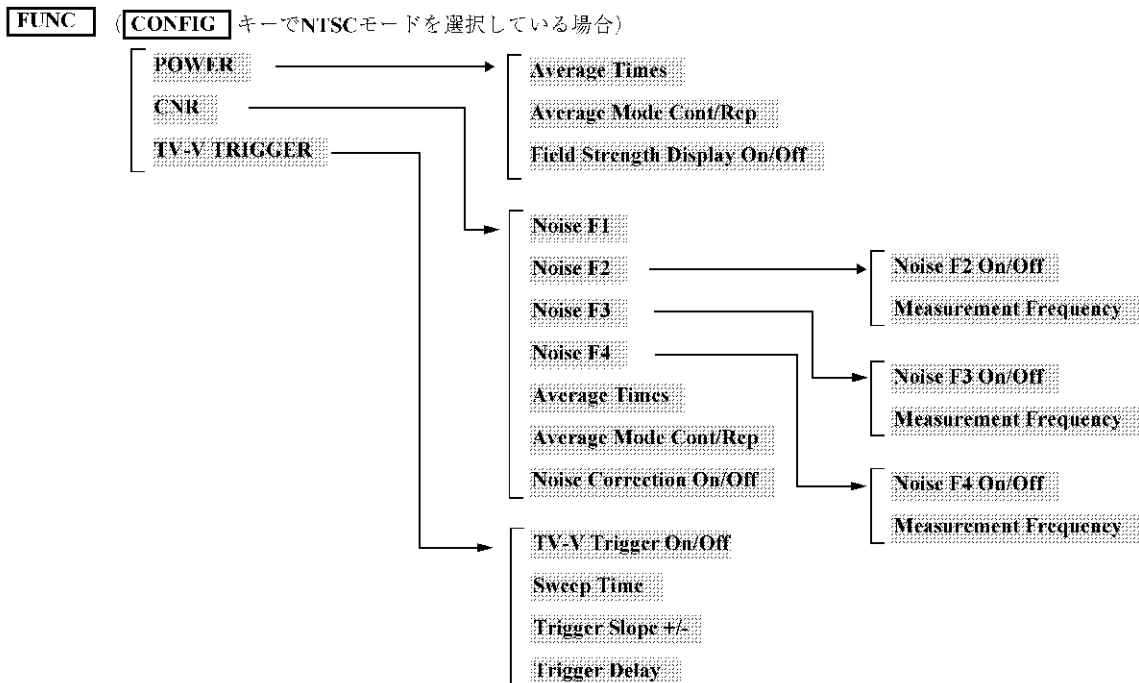 FUNC （CONFIG キーでNTSCモードを選択している場合）
POWER
CNR
TV-V TRIGGER
Average Times
Average Mode Cont/Rep
Field Strength Display On/Off
Noise F1
Noise F2
Noise F3
Noise F4
Average Times
Average Mode Cont/Rep
Noise Correction On/Off
Noise F2 On/Off
Measurement Frequency
Noise F3 On/Off
Measurement Frequency
Noise F4 On/Off
Measurement Frequency
TV-V Trigger On/Off
Sweep Time
Trigger Slope +/-
Trigger Delay